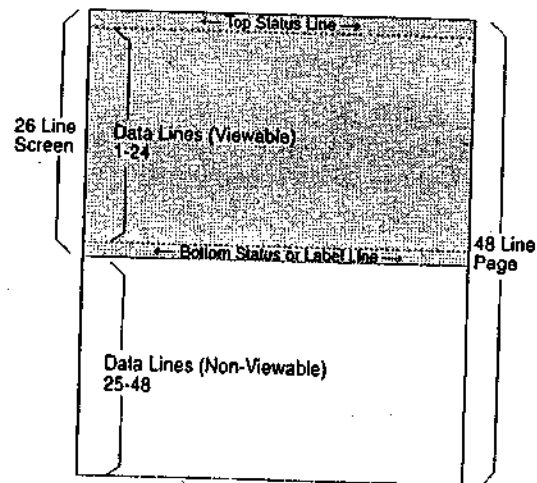 Top Status Line
26 Line
Screen
Data Lines (Viewable)
1-24
Bottom Status or Label Line
48 Line
Page
Data Lines (Non-Viewable)
25-48